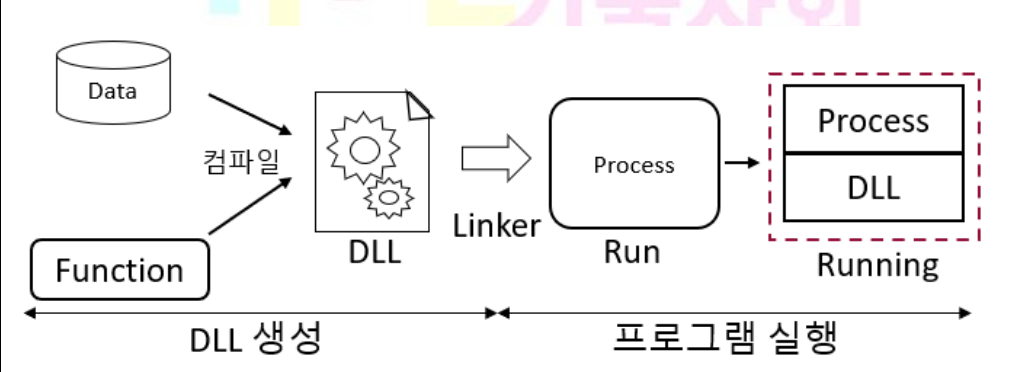 Data
컴파일
Function
DLL
Linker
Process
Run
Process
DLL
Running
DLL 생성
프로그램 실행